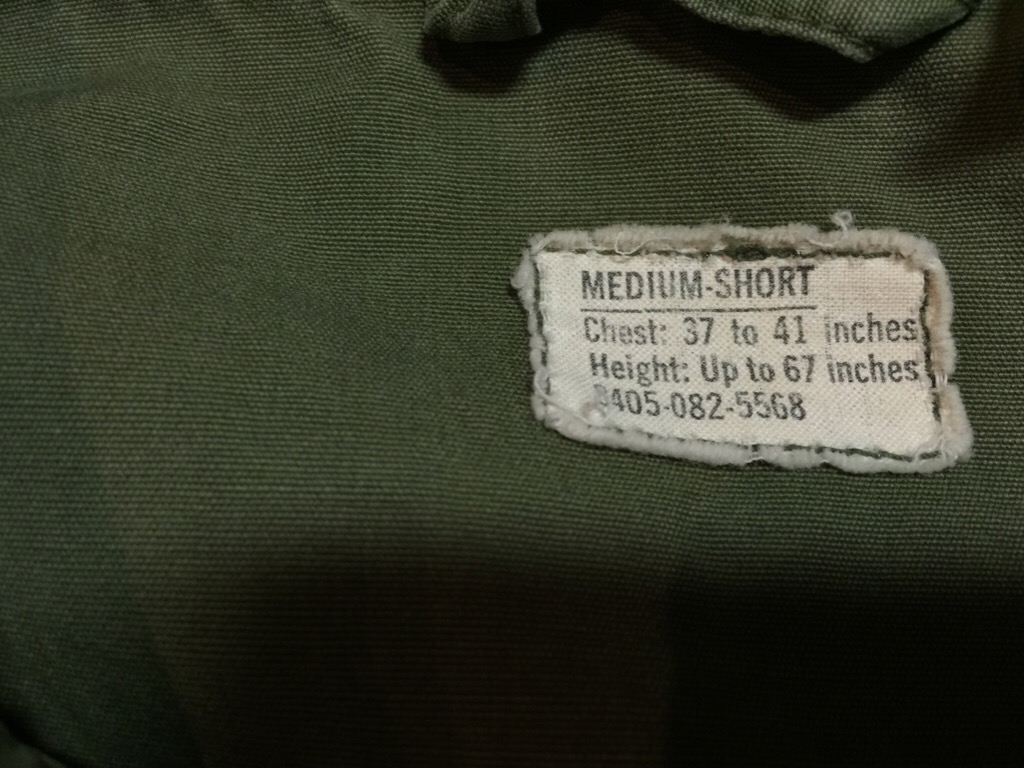 MEDIUM-SHORT
Chest: 37 to 41 inches
Height: Up to 67 inches
8405-082-5568